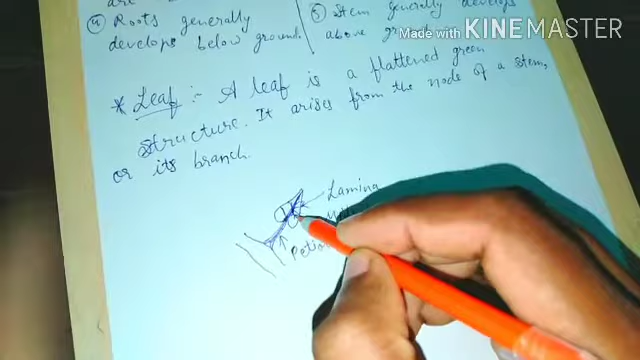 are
④ Roots generally
develops below ground.
⑤ Stem generally develops
above
Made with KINEMASTER
* Leaf :- A leaf is a flattened green
structure. It arises from the node of a stem,
or its branch.
Lamina